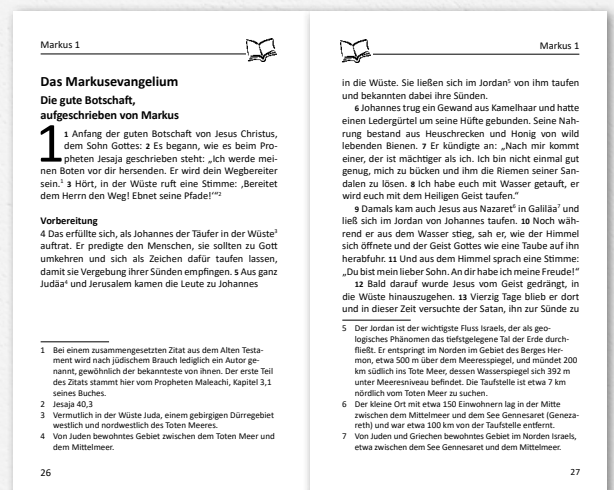 Markus 1
Das Markusevangelium
Die gute Botschaft,
aufgeschrieben von Markus
1 1 Anfang der guten Botschaft von Jesus Christus,
dem Sohn Gottes: 2 Es begann, wie es beim Pro-
pheten Jesaja geschrieben steht: „Ich werde mei-
nen Boten vor dir hersenden. Er wird dein Wegbereiter
sein.¹ 3 Hört, in der Wüste ruft eine Stimme: ‚Bereitet
dem Herrn den Weg! Ebnet seine Pfade!‘“²
Vorbereitung
4 Das erfüllte sich, als Johannes der Täufer in der Wüste³
auftrat. Er predigte den Menschen, sie sollten zu Gott
umkehren und sich als Zeichen dafür taufen lassen,
damit sie Vergebung ihrer Sünden empfingen. 5 Aus ganz
Judäa⁴ und Jerusalem kamen die Leute zu Johannes
1 Bei einem zusammengesetzten Zitat aus dem Alten Testa-
ment wird nach jüdischem Brauch lediglich ein Autor ge-
nannt, gewöhnlich der bekannteste von ihnen. Der erste Teil
des Zitats stammt hier vom Propheten Maleachi, Kapitel 3,1
seines Buches.
2 Jesaja 40,3
3 Vermutlich in der Wüste Juda, einem gebirgigen Dürregebiet
westlich und nordwestlich des Toten Meeres.
4 Von Juden bewohntes Gebiet zwischen dem Toten Meer und
dem Mittelmeer.
26
Markus 1
in die Wüste. Sie ließen sich im Jordan⁵ von ihm taufen
und bekannten dabei ihre Sünden.
6 Johannes trug ein Gewand aus Kamelhaar und hatte
einen Ledergürtel um seine Hüfte gebunden. Seine Nah-
rung bestand aus Heuschrecken und Honig von wild
lebenden Bienen. 7 Er kündigte an: „Nach mir kommt
einer, der ist mächtiger als ich. Ich bin nicht einmal gut
genug, mich zu bücken und ihm die Riemen seiner San-
dalen zu lösen. 8 Ich habe euch mit Wasser getauft, er
wird euch mit dem Heiligen Geist taufen.“
9 Damals kam auch Jesus aus Nazaret⁶ in Galiläa⁷ und
ließ sich im Jordan von Johannes taufen. 10 Noch wäh-
rend er aus dem Wasser stieg, sah er, wie der Himmel
sich öffnete und der Geist Gottes wie eine Taube auf ihn
herabfuhr. 11 Und aus dem Himmel sprach eine Stimme:
„Du bist mein lieber Sohn. An dir habe ich meine Freude!“
12 Bald darauf wurde Jesus vom Geist gedrängt, in
die Wüste hinauszugehen. 13 Vierzig Tage blieb er dort
und in dieser Zeit versuchte der Satan, ihn zur Sünde zu
5 Der Jordan ist der wichtigste Fluss Israels, der als geo-
logisches Phänomen das tiefstgelegene Tal der Erde durch-
fließt. Er entspringt im Norden im Gebiet des Berges Her-
mon, etwa 500 m über dem Meeresspiegel, und mündet 200
km südlich ins Tote Meer, dessen Wasserspiegel sich 392 m
unter Meeresniveau befindet. Die Taufstelle ist etwa 7 km
nördlich vom Toten Meer zu suchen.
6 Der kleine Ort mit etwa 150 Einwohnern lag in der Mitte
zwischen dem Mittelmeer und dem See Gennesaret (Geneza-
reth) und war etwa 100 km von der Taufstelle entfernt.
7 Von Juden und Griechen bewohntes Gebiet im Norden Israels,
etwa zwischen dem See Gennesaret und dem Mittelmeer.
27